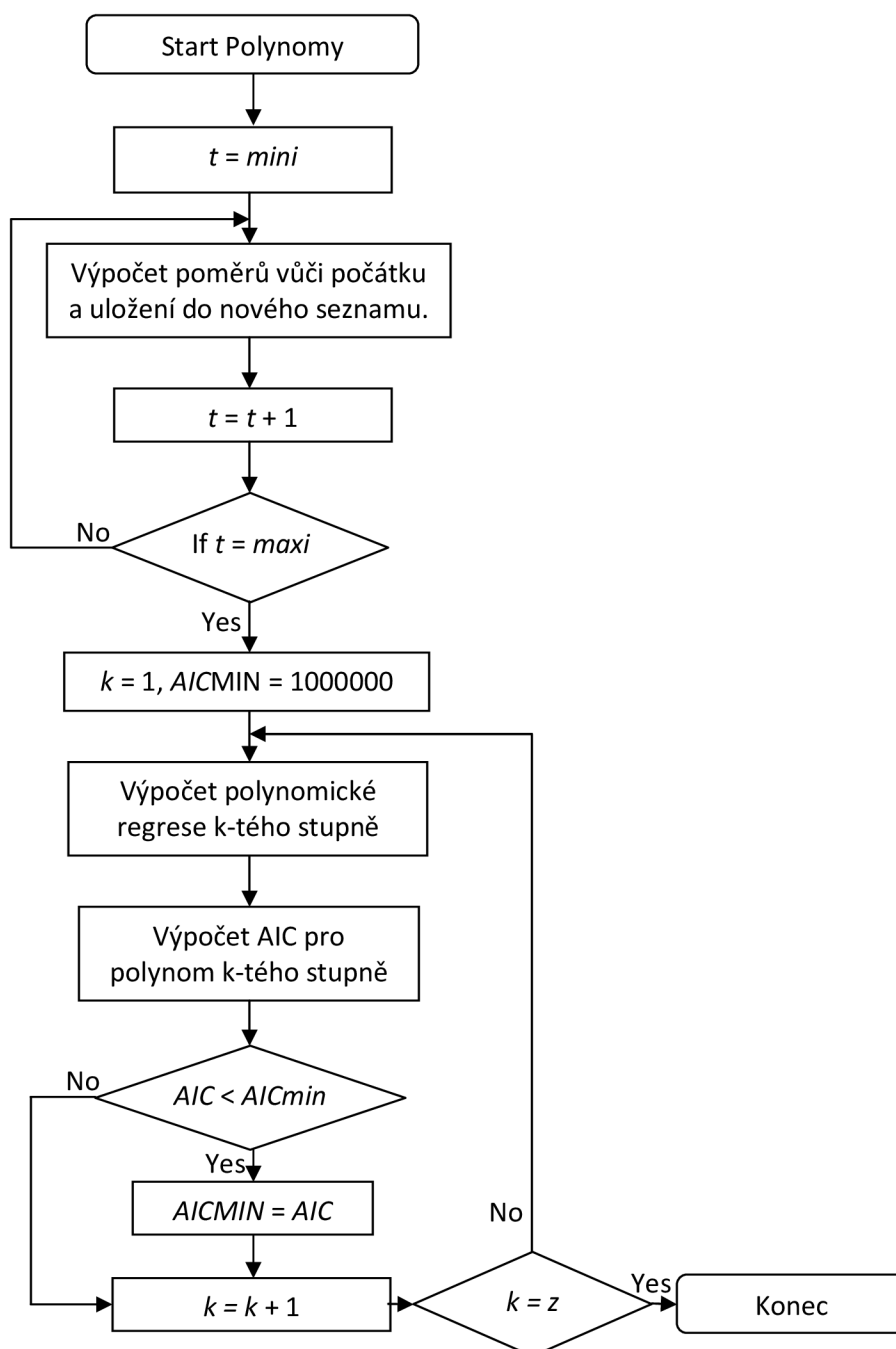 Start Polynomy
t = mini
Výpočet poměrů vůči počátku
a uložení do nového seznamu.
t = t + 1
No
If t = maxi
Yes
k = 1, AICMIN = 1000000
Výpočet polynomické
regrese k-tého stupně
Výpočet AIC pro
polynom k-tého stupně
No
AIC < AICmin
Yes
AICMIN = AIC
No
k = k + 1
k = z
Yes
Konec